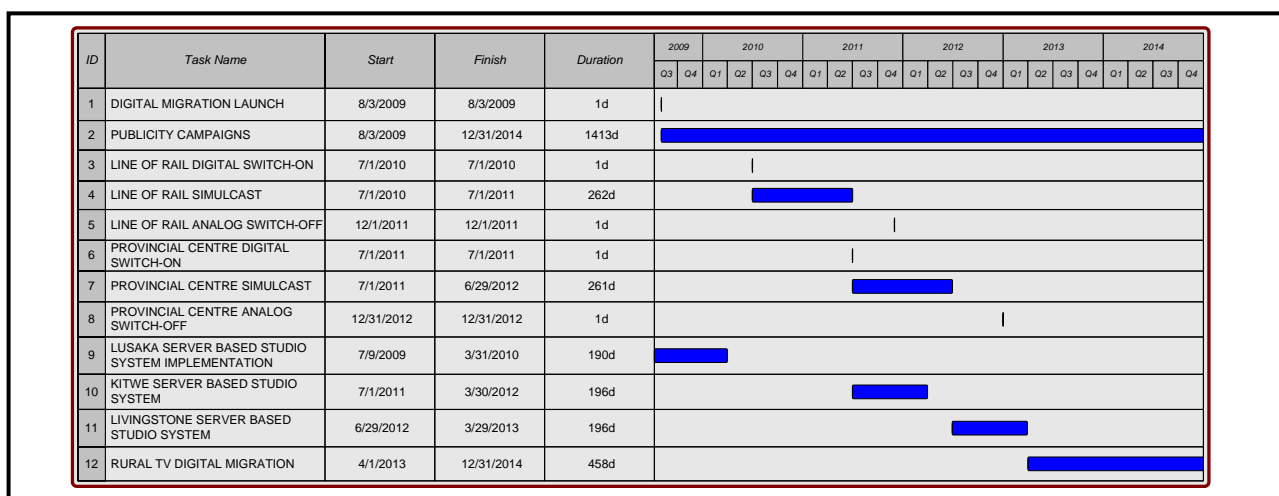 ID Task Name Start Finish Duration 2009 2010 2011 2012 2013 2014
Q3 Q4 Q1 Q2 Q3 Q4 Q1 Q2 Q3 Q4 Q1 Q2 Q3 Q4 Q1 Q2 Q3 Q4 Q1 Q2 Q3 Q4
1 DIGITAL MIGRATION LAUNCH 8/3/2009 8/3/2009 1d
2 PUBLICITY CAMPAIGNS 8/3/2009 12/31/2014 1413d
3 LINE OF RAIL DIGITAL SWITCH-ON 7/1/2010 7/1/2010 1d
4 LINE OF RAIL SIMULCAST 7/1/2010 7/1/2011 262d
5 LINE OF RAIL ANALOG SWITCH-OFF 12/1/2011 12/1/2011 1d
6 PROVINCIAL CENTRE DIGITAL
SWITCH-ON 7/1/2011 7/1/2011 1d
7 PROVINCIAL CENTRE SIMULCAST 7/1/2011 6/29/2012 261d
8 PROVINCIAL CENTRE ANALOG
SWITCH-OFF 12/31/2012 12/31/2012 1d
9 LUSAKA SERVER BASED STUDIO
SYSTEM IMPLEMENTATION 7/9/2009 3/31/2010 190d
10 KITWE SERVER BASED STUDIO
SYSTEM 7/1/2011 3/30/2012 196d
11 LIVINGSTONE SERVER BASED
STUDIO SYSTEM 6/29/2012 3/29/2013 196d
12 RURAL TV DIGITAL MIGRATION 4/1/2013 12/31/2014 458d